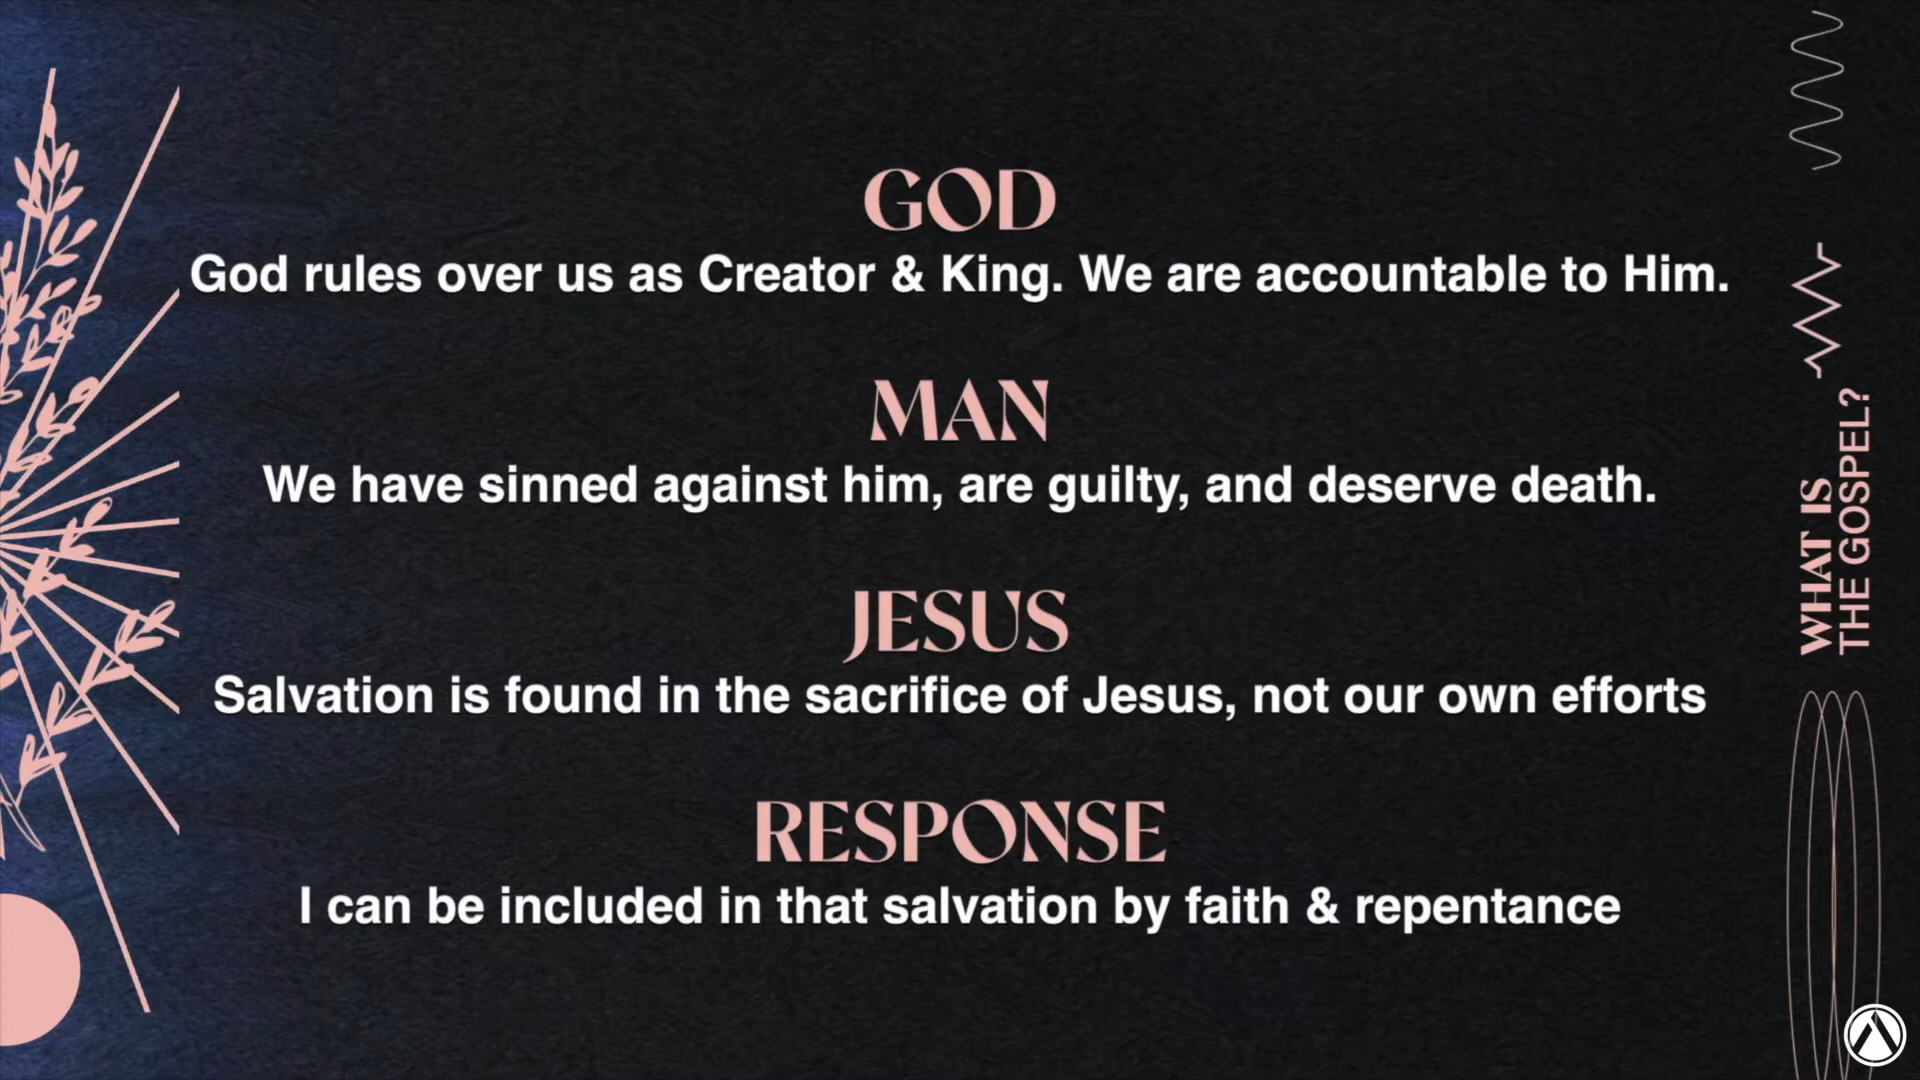 GOD
God rules over us as Creator & King. We are accountable to Him.
MAN
We have sinned against him, are guilty, and deserve death.
JESUS
Salvation is found in the sacrifice of Jesus, not our own efforts
RESPONSE
I can be included in that salvation by faith & repentance
WHAT IS
THE GOSPEL?